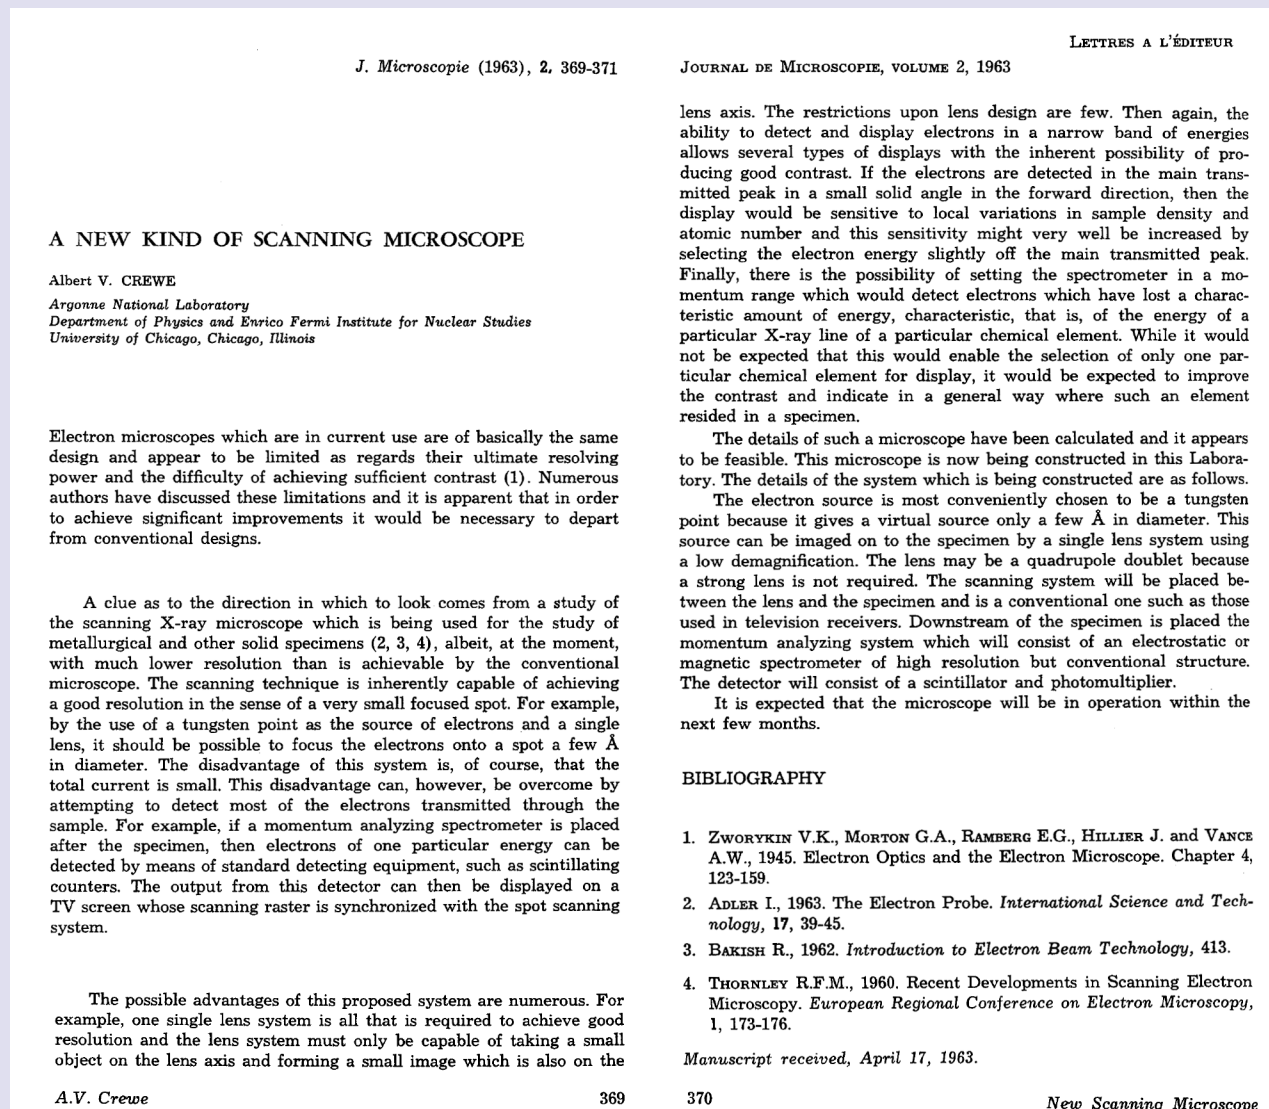 J. Microscopie (1963), 2, 369-371
A NEW KIND OF SCANNING MICROSCOPE
Albert V. CREWE
Argonne National Laboratory
Department of Physics and Enrico Fermi Institute for Nuclear Studies
University of Chicago, Chicago, Illinois
Electron microscopes which are in current use are of basically the same
design and appear to be limited as regards their ultimate resolving
power and the difficulty of achieving sufficient contrast (1). Numerous
authors have discussed these limitations and it is apparent that in order
to achieve significant improvements it would be necessary to depart
from conventional designs.
A clue as to the direction in which to look comes from a study of
the scanning X-ray microscope which is being used for the study of
metallurgical and other solid specimens (2, 3, 4), albeit, at the moment,
with much lower resolution than is achievable by the conventional
microscope. The scanning technique is inherently capable of achieving
a good resolution in the sense of a very small focused spot. For example,
by the use of a tungsten point as the source of electrons and a single
lens, it should be possible to focus the electrons onto a spot a few Å
in diameter. The disadvantage of this system is, of course, that the
total current is small. This disadvantage can, however, be overcome by
attempting to detect most of the electrons transmitted through the
sample. For example, if a momentum analyzing spectrometer is placed
after the specimen, then electrons of one particular energy can be
detected by means of standard detecting equipment, such as scintillating
counters. The output from this detector can then be displayed on a
TV screen whose scanning raster is synchronized with the spot scanning
system.
The possible advantages of this proposed system are numerous. For
example, one single lens system is all that is required to achieve good
resolution and the lens system must only be capable of taking a small
object on the lens axis and forming a small image which is also on the
A.V. Crewe
369
LETTRES A L'ÉDITEUR
JOURNAL DE MICROSCOPIE, VOLUME 2, 1963
lens axis. The restrictions upon lens design are few. Then again, the
ability to detect and display electrons in a narrow band of energies
allows several types of displays with the inherent possibility of pro-
ducing good contrast. If the electrons are detected in the main trans-
mitted peak in a small solid angle in the forward direction, then the
display would be sensitive to local variations in sample density and
atomic number and this sensitivity might very well be increased by
selecting the electron energy slightly off the main transmitted peak.
Finally, there is the possibility of setting the spectrometer in a mo-
mentum range which would detect electrons which have lost a charac-
teristic amount of energy, characteristic, that is, of the energy of a
particular X-ray line of a particular chemical element. While it would
not be expected that this would enable the selection of only one par-
ticular chemical element for display, it would be expected to improve
the contrast and indicate in a general way where such an element
resided in a specimen.
The details of such a microscope have been calculated and it appears
to be feasible. This microscope is now being constructed in this Labora-
tory. The details of the system which is being constructed are as follows.
The electron source is most conveniently chosen to be a tungsten
point because it gives a virtual source only a few Å in diameter. This
source can be imaged on to the specimen by a single lens system using
a low demagnification. The lens may be a quadrupole doublet because
a strong lens is not required. The scanning system will be placed be-
tween the lens and the specimen and is a conventional one such as those
used in television receivers. Downstream of the specimen is placed the
momentum analyzing system which will consist of an electrostatic or
magnetic spectrometer of high resolution but conventional structure.
The detector will consist of a scintillator and photomultiplier.
It is expected that the microscope will be in operation within the
next few months.
BIBLIOGRAPHY
1. ZWORYKIN V.K., MORTON G.A., RAMBERG E.G., HILLIER J. and VANCE
A.W., 1945. Electron Optics and the Electron Microscope. Chapter 4,
123-159.
2. ADLER I., 1963. The Electron Probe. International Science and Tech-
nology, 17, 39-45.
3. BAKISH R., 1962. Introduction to Electron Beam Technology, 413.
4. THORNLEY R.F.M., 1960. Recent Developments in Scanning Electron
Microscopy. European Regional Conference on Electron Microscopy,
1, 173-176.
Manuscript received, April 17, 1963.
370
New Scanning Microscope